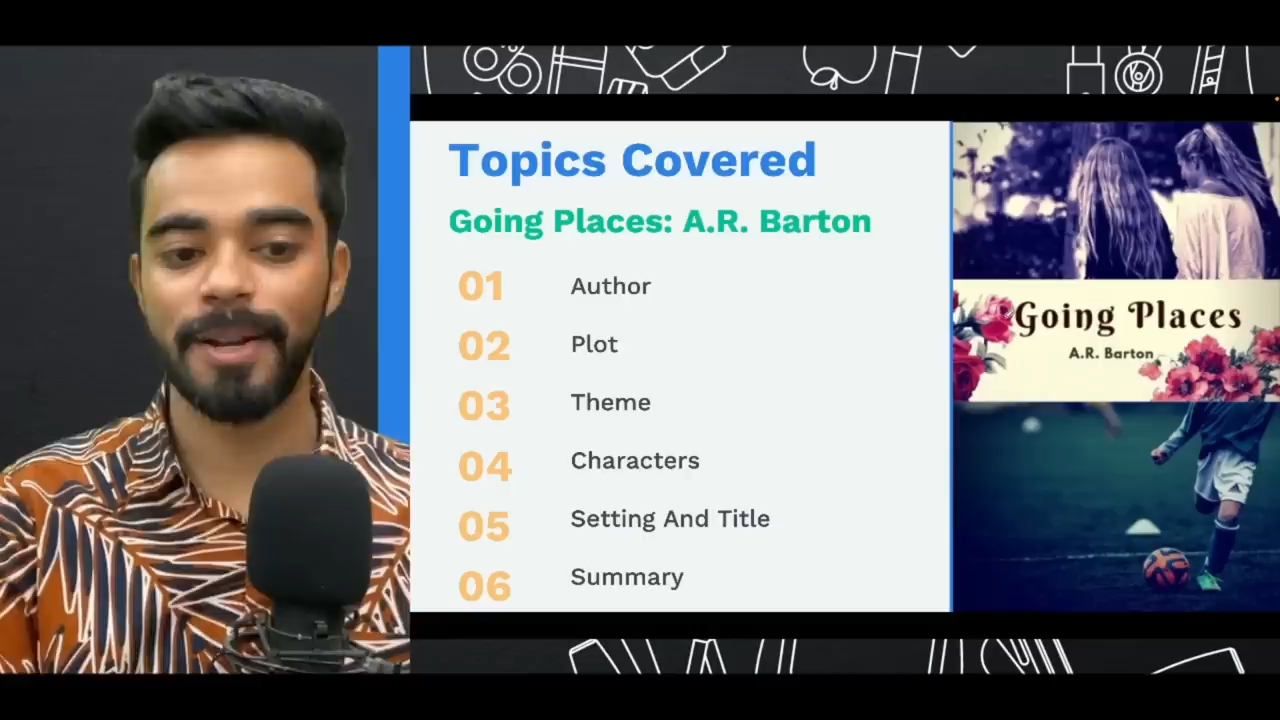 Topics Covered
Going Places: A.R. Barton
01 Author
02 Plot
03 Theme
04 Characters
05 Setting And Title
06 Summary
Going Places
A.R. Barton